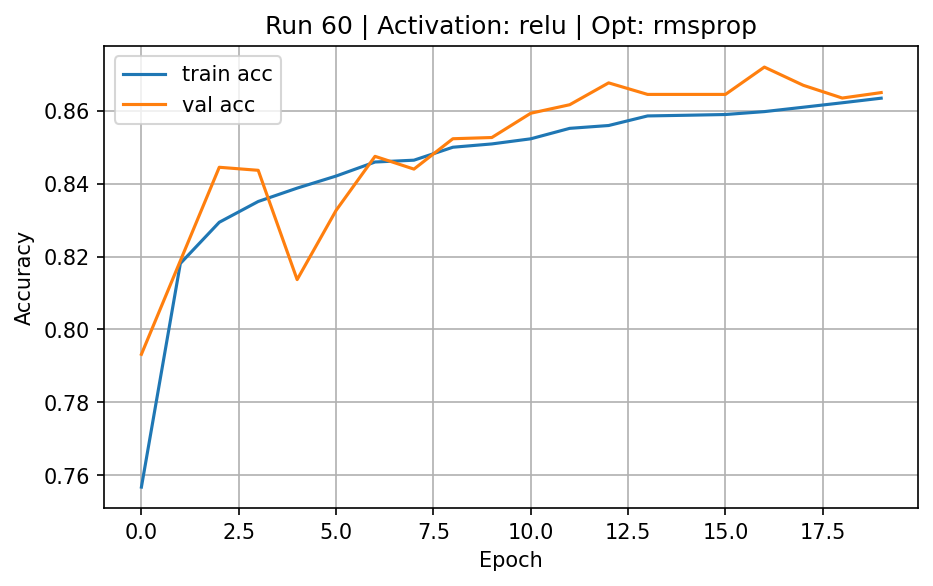 Run 60 | Activation: relu | Opt: rmsprop
train acc
val acc
0.86
0.84
0.82
0.80
0.78
0.76
Accuracy
0.0 2.5 5.0 7.5 10.0 12.5 15.0 17.5
Epoch